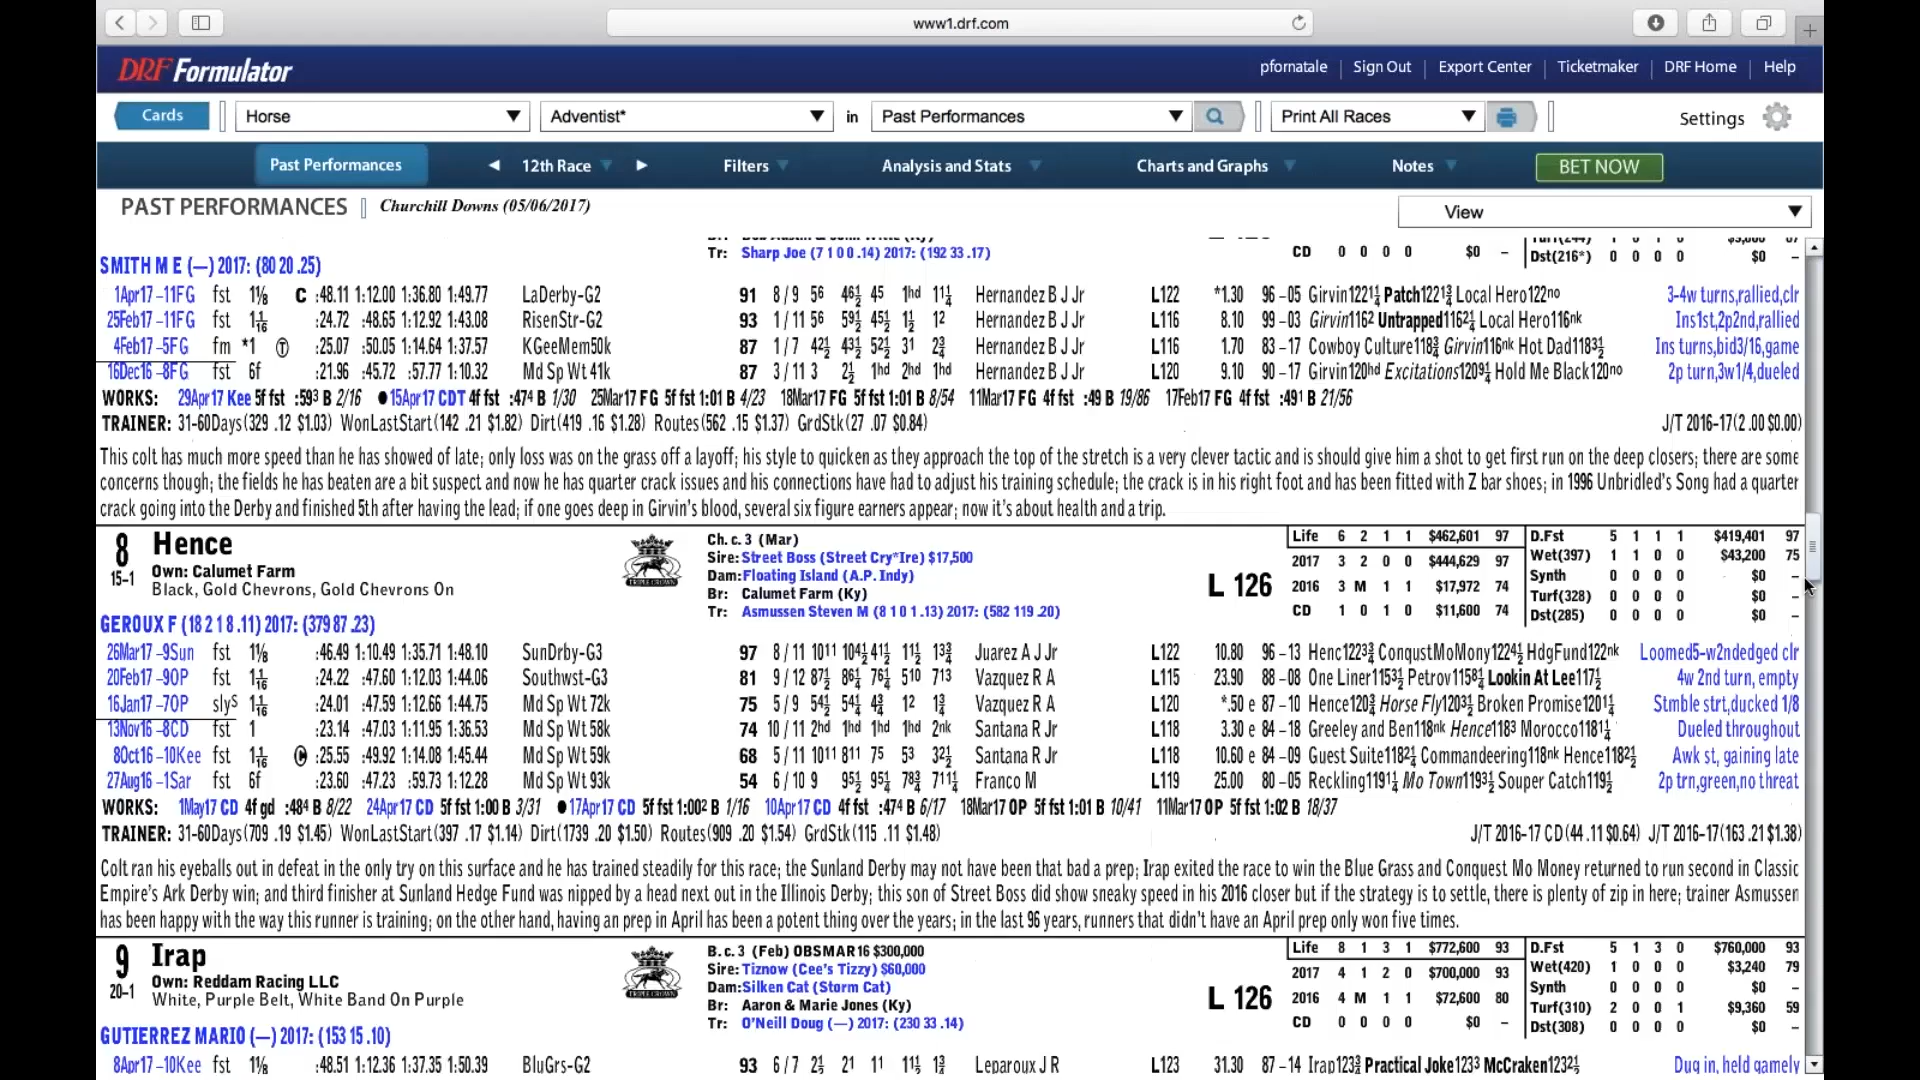 www1.drf.com
DRF Formulator
pfornatale | Sign Out | Export Center | Ticketmaker | DRF Home | Help
Cards Horse Adventist* in Past Performances Print All Races Settings
Past Performances 12th Race Filters Analysis and Stats Charts and Graphs Notes BET NOW
PAST PERFORMANCES Churchill Downs (05/06/2017) View
Tr: Sharp Joe (7 1 0 0 .14) 2017: (192 33 .17) CD 0 0 0 0 $0 – Dst(216*) 0 0 0 0 $0 –
SMITH M E (—) 2017: (80 20 .25)
1Apr17–11FG fst 1⅛ C :48.11 1:12.00 1:36.80 1:49.77 LaDerby-G2 91 8/9 5⁶ 4⁶½ 4⁵ 1hd 11¼ Hernandez B J Jr L122 *1.30 96–05 Girvin1221¼ Patch1221¾ Local Hero122no 3-4w turns,rallied,clr
25Feb17–11FG fst 1 1/16 :24.72 :48.65 1:12.92 1:43.08 RisenStr-G2 93 1/11 5⁶ 59½ 45½ 1½ 1² Hernandez B J Jr L116 8.10 99–03 Girvin116² Untrapped1162¼ Local Hero116nk Ins1st,2p2nd,rallied
4Feb17–5FG fm *1 Ⓣ :25.07 :50.05 1:14.64 1:37.57 KGeeMem50k 87 1/7 42½ 43½ 52½ 3¹ 2¾ Hernandez B J Jr L116 1.70 83–17 Cowboy Culture118¾ Girvin116nk Hot Dad1183½ Ins turns,bid3/16,game
16Dec16–8FG fst 6f :21.96 :45.72 :57.77 1:10.32 Md Sp Wt 41k 87 3/11 3 2½ 1hd 2hd 1hd Hernandez B J Jr L120 9.10 90–17 Girvin120hd Excitations1209¼ Hold Me Black120no 2p turn,3w1/4,dueled
WORKS: 29Apr17 Kee 5f fst :59³ B 2/16 ●15Apr17 CDT 4f fst :47⁴ B 1/30 25Mar17 FG 5f fst 1:01 B 4/23 18Mar17 FG 5f fst 1:01 B 8/54 11Mar17 FG 4f fst :49 B 19/86 17Feb17 FG 4f fst :49¹ B 21/56
TRAINER: 31-60Days(329 .12 $1.03) WonLastStart(142 .21 $1.82) Dirt(419 .16 $1.28) Routes(562 .15 $1.37) GrdStk(27 .07 $0.84) J/T 2016-17(2 .00 $0.00)
This colt has much more speed than he has showed of late; only loss was on the grass off a layoff; his style to quicken as they approach the top of the stretch is a very clever tactic and is should give him a shot to get first run on the deep closers; there are some
concerns though; the fields he has beaten are a bit suspect and now he has quarter crack issues and his connections have had to adjust his training schedule; the crack is in his right foot and has been fitted with Z bar shoes; in 1996 Unbridled's Song had a quarter
crack going into the Derby and finished 5th after having the lead; if one goes deep in Girvin's blood, several six figure earners appear; now it's about health and a trip.
8 Hence
15-1 Own: Calumet Farm
Black, Gold Chevrons, Gold Chevrons On
GEROUX F (18 2 1 8 .11) 2017: (379 87 .23)
TRIPLE CROWN
Ch. c. 3 (Mar)
Sire: Street Boss (Street Cry*Ire) $17,500
Dam: Floating Island (A.P. Indy)
Br: Calumet Farm (Ky)
Tr: Asmussen Steven M (8 1 0 1 .13) 2017: (582 119 .20)
L 126
Life 6 2 1 1 $462,601 97
2017 3 2 0 0 $444,629 97
2016 3 M 1 1 $17,972 74
CD 1 0 1 0 $11,600 74
D.Fst 5 1 1 1 $419,401 97
Wet(397) 1 1 0 0 $43,200 75
Synth 0 0 0 0 $0 –
Turf(328) 0 0 0 0 $0 –
Dst(285) 0 0 0 0 $0 –
26Mar17–9Sun fst 1⅛ :46.49 1:10.49 1:35.71 1:48.10 SunDrby-G3 97 8/11 10¹¹ 104½ 41½ 11½ 13¾ Juarez A J Jr L122 10.80 96–13 Henc1223¾ ConqustMoMony1224½ HdgFund122nk Loomed5-w2ndedged clr
20Feb17–9OP fst 1 1/16 :24.22 :47.60 1:12.03 1:44.06 Southwst-G3 81 9/12 87½ 86¼ 76¼ 5¹⁰ 7¹³ Vazquez R A L115 23.90 88–08 One Liner1153½ Petrov1158¼ Lookin At Lee117½ 4w 2nd turn, empty
16Jan17–7OP slyˢ 1 1/16 :24.01 :47.59 1:12.66 1:44.75 Md Sp Wt 72k 75 5/9 54½ 54¼ 4¾ 1² 1¾ Vazquez R A L120 *.50 e 87–10 Hence120¾ Horse Fly1203½ Broken Promise1201¼ Stmble strt,ducked 1/8
13Nov16–8CD fst 1 :23.14 :47.03 1:11.95 1:36.53 Md Sp Wt 58k 74 10/11 2hd 1hd 1hd 1hd 2nk Santana R Jr L118 3.30 e 84–18 Greeley and Ben118nk Hence118³ Morocco1181¼ Dueled throughout
8Oct16–10Kee fst 1 1/16 Ⓒ :25.55 :49.92 1:14.08 1:45.44 Md Sp Wt 59k 68 5/11 10¹¹ 8¹¹ 7⁵ 5³ 32½ Santana R Jr L118 10.60 e 84–09 Guest Suite1182¼ Commandeering118nk Hence1182½ Awk st, gaining late
27Aug16–1Sar fst 6f :23.60 :47.23 :59.73 1:12.28 Md Sp Wt 93k 54 6/10 9 95½ 95¼ 78¾ 711¼ Franco M L119 25.00 80–05 Reckling1191¼ Mo Town1193½ Souper Catch119½ 2p trn,green,no threat
WORKS: 1May17 CD 4f gd :48⁴ B 8/22 24Apr17 CD 5f fst 1:00 B 3/31 ●17Apr17 CD 5f fst 1:00² B 1/16 10Apr17 CD 4f fst :47⁴ B 6/17 18Mar17 OP 5f fst 1:01 B 10/41 11Mar17 OP 5f fst 1:02 B 18/37
TRAINER: 31-60Days(709 .19 $1.45) WonLastStart(397 .17 $1.14) Dirt(1739 .20 $1.50) Routes(909 .20 $1.54) GrdStk(115 .11 $1.48) J/T 2016-17 CD(44 .11 $0.64) J/T 2016-17(163 .21 $1.38)
Colt ran his eyeballs out in defeat in the only try on this surface and he has trained steadily for this race; the Sunland Derby may not have been that bad a prep; Irap exited the race to win the Blue Grass and Conquest Mo Money returned to run second in Classic
Empire's Ark Derby win; and third finisher at Sunland Hedge Fund was nipped by a head next out in the Illinois Derby; this son of Street Boss did show sneaky speed in his 2016 closer but if the strategy is to settle, there is plenty of zip in here; trainer Asmussen
has been happy with the way this runner is training; on the other hand, having an prep in April has been a potent thing over the years; in the last 96 years, runners that didn't have an April prep only won five times.
9 Irap
20-1 Own: Reddam Racing LLC
White, Purple Belt, White Band On Purple
GUTIERREZ MARIO (—) 2017: (153 15 .10)
TRIPLE CROWN
B. c. 3 (Feb) OBSMAR16 $300,000
Sire: Tiznow (Cee's Tizzy) $60,000
Dam: Silken Cat (Storm Cat)
Br: Aaron & Marie Jones (Ky)
Tr: O'Neill Doug (—) 2017: (230 33 .14)
L 126
Life 8 1 3 1 $772,600 93
2017 4 1 2 0 $700,000 93
2016 4 M 1 1 $72,600 80
CD 0 0 0 0 $0 –
D.Fst 5 1 3 0 $760,000 93
Wet(420) 1 0 0 0 $3,240 79
Synth 0 0 0 0 $0 –
Turf(310) 2 0 0 1 $9,360 59
Dst(308) 0 0 0 0 $0 –
8Apr17–10Kee fst 1⅛ :48.51 1:12.36 1:37.35 1:50.39 BluGrs-G2 93 6/7 2½ 2¹ 1¹ 11½ 1¾ Leparoux J R L123 31.30 87–14 Irap123¾ Practical Joke123³ McCraken1232½ Dug in, held gamely